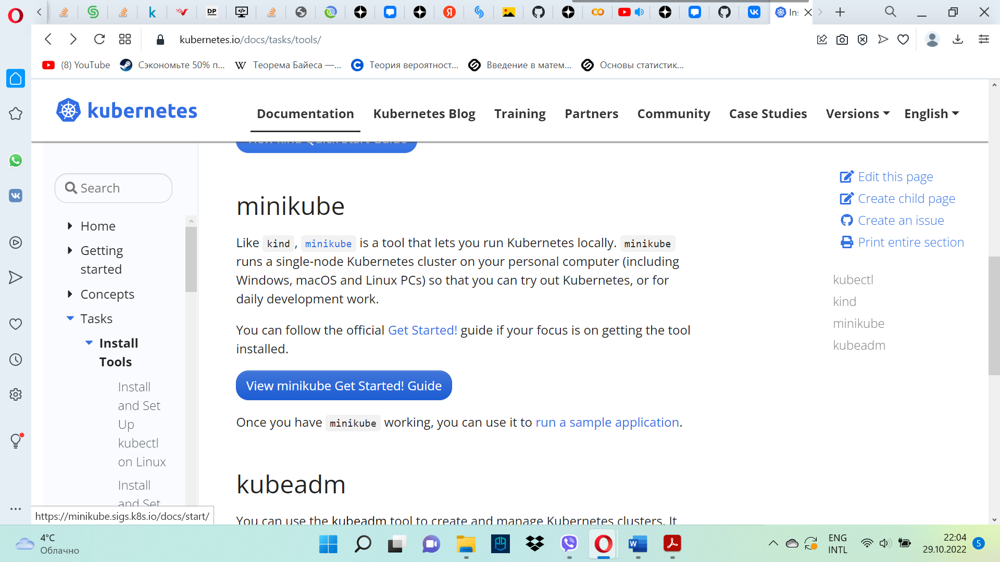 DP
Ins
kubernetes.io/docs/tasks/tools/
(8) YouTube
Сэкономьте 50% п...
Теорема Байеса —...
Теория вероятност...
Введение в матем...
Основы статистик...
kubernetes
Documentation
Kubernetes Blog
Training
Partners
Community
Case Studies
Versions
English
View kind Quick Start Guide
Search
Home
Getting
started
Concepts
Tasks
Install
Tools
Install
and Set
Up
kubectl
on Linux
Install
and Set
minikube
Like kind, minikube is a tool that lets you run Kubernetes locally. minikube
runs a single-node Kubernetes cluster on your personal computer (including
Windows, macOS and Linux PCs) so that you can try out Kubernetes, or for
daily development work.
You can follow the official Get Started! guide if your focus is on getting the tool
installed.
View minikube Get Started! Guide
Once you have minikube working, you can use it to run a sample application.
kubeadm
You can use the kubeadm tool to create and manage Kubernetes clusters. It
Edit this page
Create child page
Create an issue
Print entire section
kubectl
kind
minikube
kubeadm
https://minikube.sigs.k8s.io/docs/start/
4°C
Облачно
ENG
INTL
22:04
29.10.2022
5